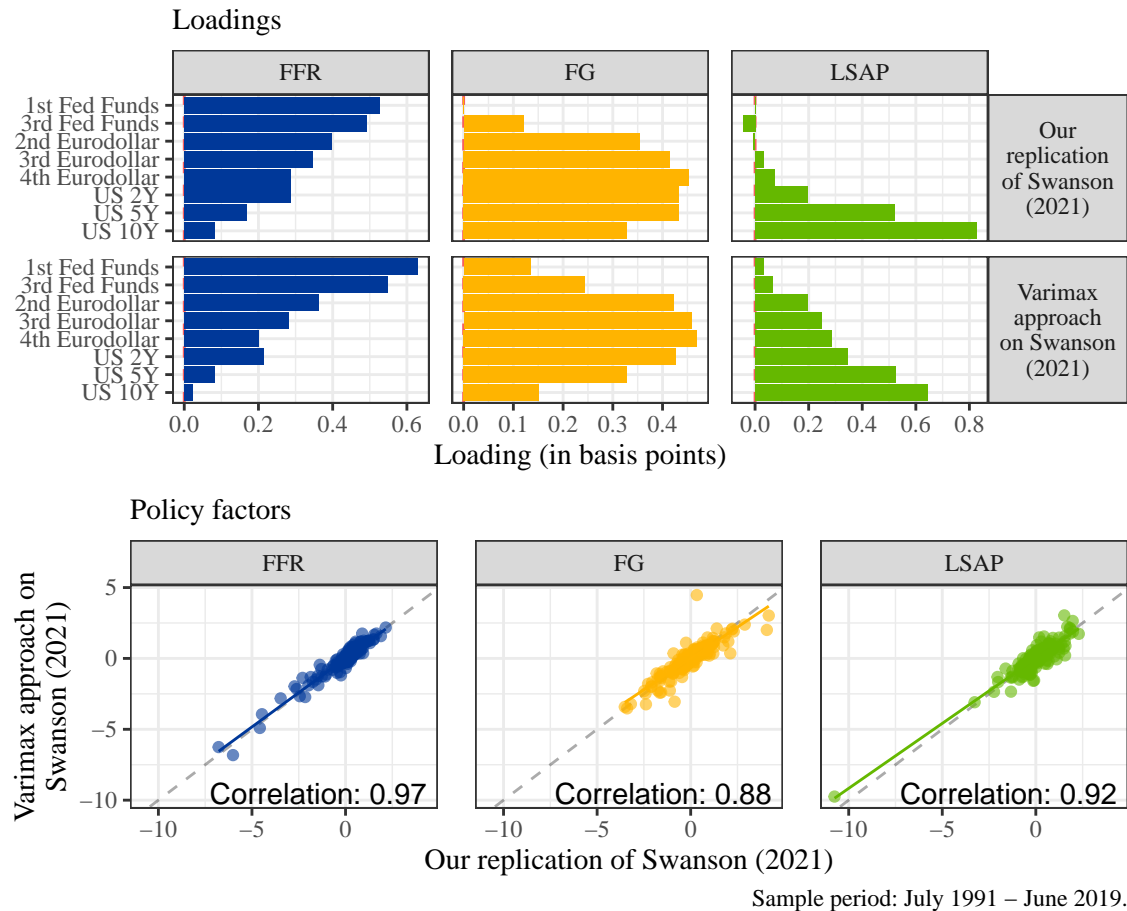 Loadings
FFR
FG
LSAP
1st Fed Funds
3rd Fed Funds
2nd Eurodollar
3rd Eurodollar
4th Eurodollar
US 2Y
US 5Y
US 10Y
Our
replication
of Swanson
(2021)
1st Fed Funds
3rd Fed Funds
2nd Eurodollar
3rd Eurodollar
4th Eurodollar
US 2Y
US 5Y
US 10Y
Varimax
approach
on Swanson
(2021)
0.0 0.2 0.4 0.6
0.0 0.1 0.2 0.3 0.4
0.0 0.2 0.4 0.6 0.8
Loading (in basis points)
Policy factors
FFR
FG
LSAP
Varimax approach on
Swanson (2021)
5
0
−5
−10
Correlation: 0.97
Correlation: 0.88
Correlation: 0.92
−10 −5 0
−10 −5 0
−10 −5 0
Our replication of Swanson (2021)
Sample period: July 1991 – June 2019.